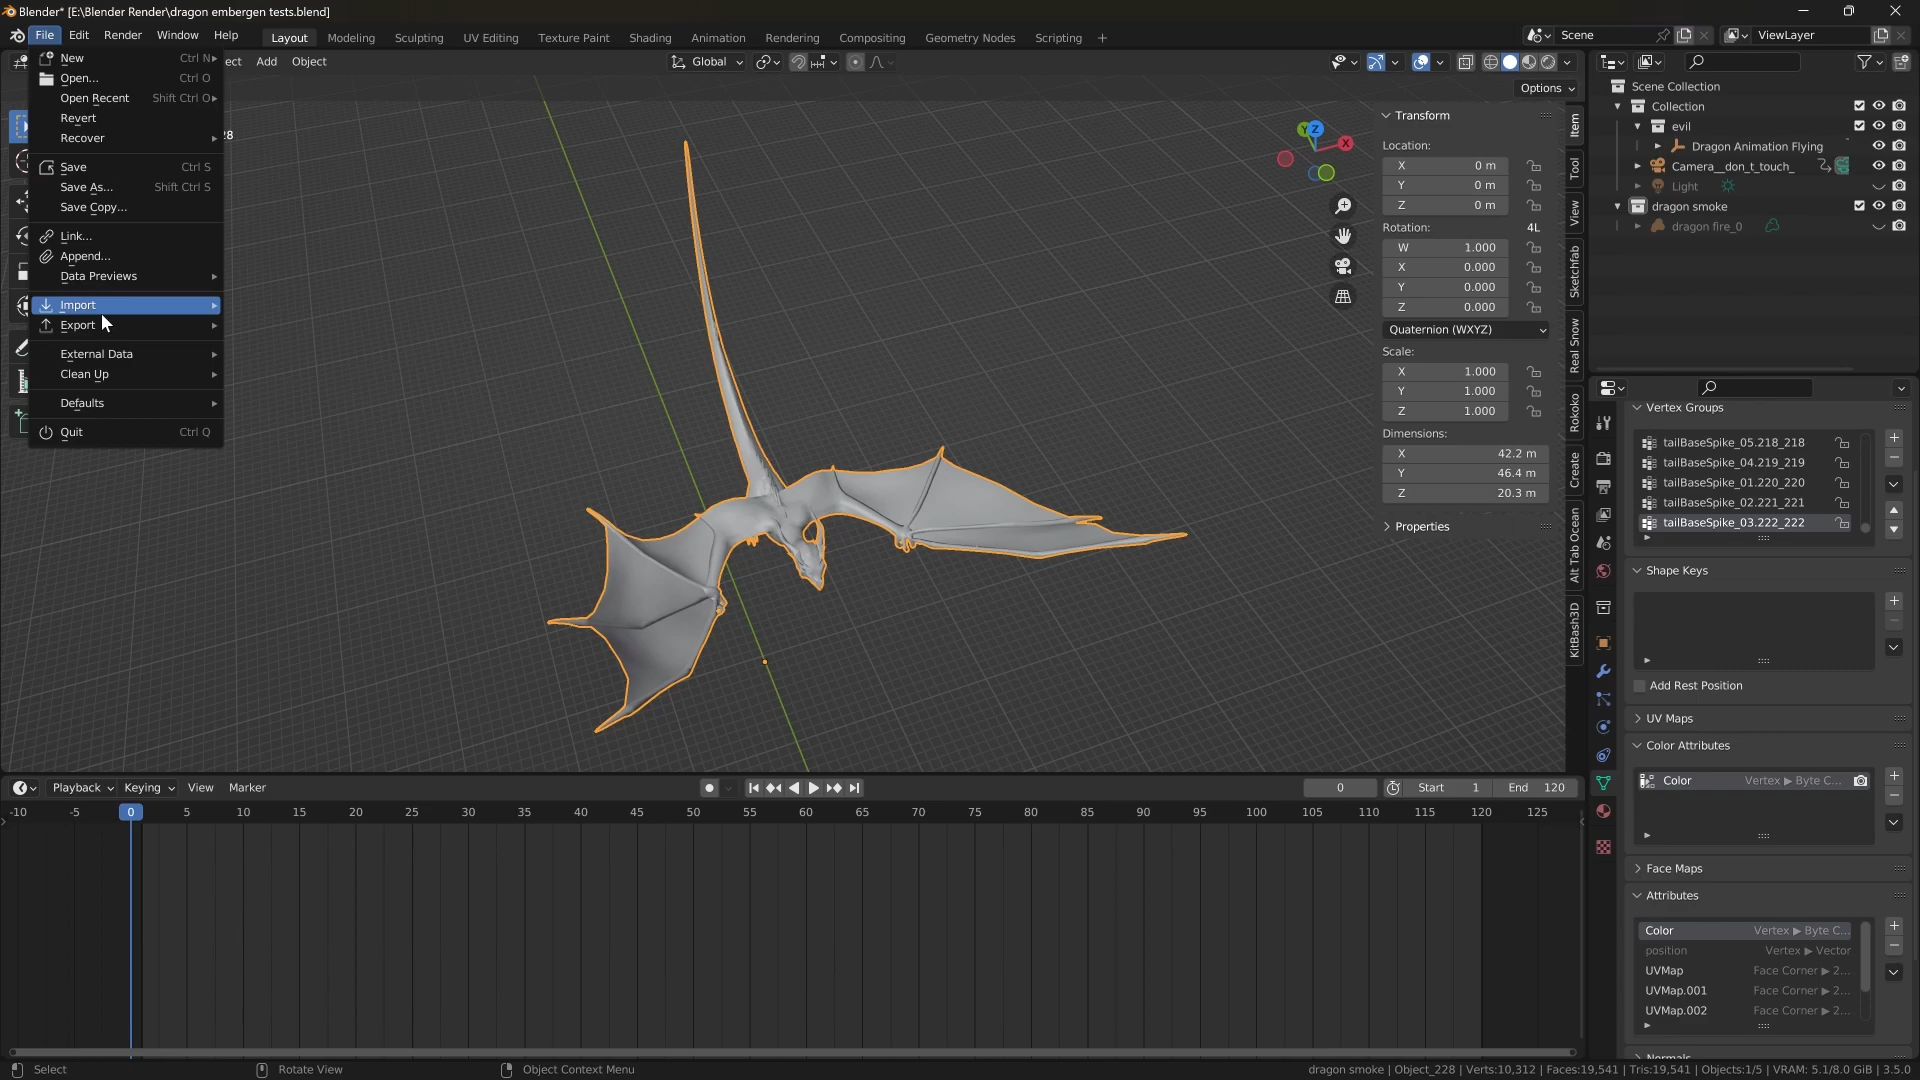 Blender* [E:\Blender Render\dragon embergen tests.blend]
File Edit Render Window Help Layout Modeling Sculpting UV Editing Texture Paint Shading Animation Rendering Compositing Geometry Nodes Scripting + Scene ViewLayer
ect Add Object Global
Options
New Ctrl N
Open... Ctrl O
Open Recent Shift Ctrl O
Revert
Recover
Save Ctrl S
Save As... Shift Ctrl S
Save Copy...
Link...
Append...
Data Previews
Import
Export
External Data
Clean Up
Defaults
Quit Ctrl Q
28
Y Z X
Transform
Location:
X 0 m
Y 0 m
Z 0 m
Rotation: 4L
W 1.000
X 0.000
Y 0.000
Z 0.000
Quaternion (WXYZ)
Scale:
X 1.000
Y 1.000
Z 1.000
Dimensions:
X 42.2 m
Y 46.4 m
Z 20.3 m
Properties
Item
Tool
View
Sketchfab
Real Snow
Rokoko
Create
Alt Tab Ocean
KitBash3D
Scene Collection
Collection
evil
Dragon Animation Flying
Camera__don_t_touch_
Light
dragon smoke
dragon fire_0
Vertex Groups
tailBaseSpike_05.218_218
tailBaseSpike_04.219_219
tailBaseSpike_01.220_220
tailBaseSpike_02.221_221
tailBaseSpike_03.222_222
Shape Keys
Add Rest Position
UV Maps
Color Attributes
Color Vertex ▶ Byte C...
Face Maps
Attributes
Color Vertex ▶ Byte C...
position Vertex ▶ Vector
UVMap Face Corner ▶ 2...
UVMap.001 Face Corner ▶ 2...
UVMap.002 Face Corner ▶ 2...
Normals
Playback Keying View Marker 0 Start 1 End 120
-10 -5 0 5 10 15 20 25 30 35 40 45 50 55 60 65 70 75 80 85 90 95 100 105 110 115 120 125
Select Rotate View Object Context Menu dragon smoke | Object_228 | Verts:10,312 | Faces:19,541 | Tris:19,541 | Objects:1/5 | VRAM: 5.1/8.0 GiB | 3.5.0